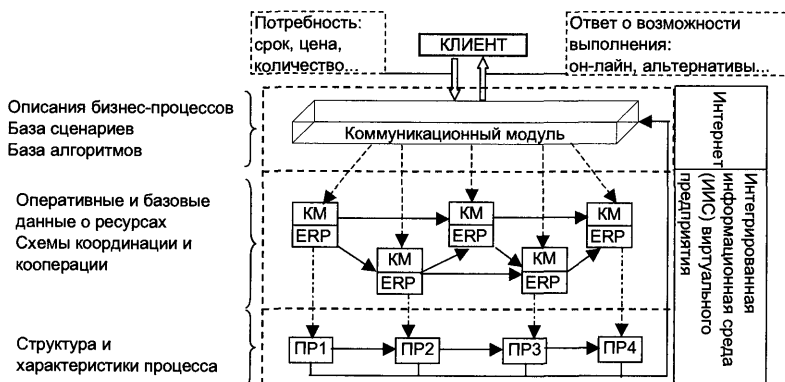 Потребность:
срок, цена,
количество...
КЛИЕНТ
Ответ о возможности
выполнения:
он-лайн, альтернативы...
Описания бизнес-процессов
База сценариев
База алгоритмов
Коммуникационный модуль
Интернет
Оперативные и базовые
данные о ресурсах
Схемы координации и
кооперации
КМ
ERP
КМ
ERP
КМ
ERP
КМ
ERP
КМ
ERP
Интегрированная
информационная среда
(ИИС) виртуального
предприятия
Структура и
характеристики процесса
ПР1
ПР2
ПР3
ПР4